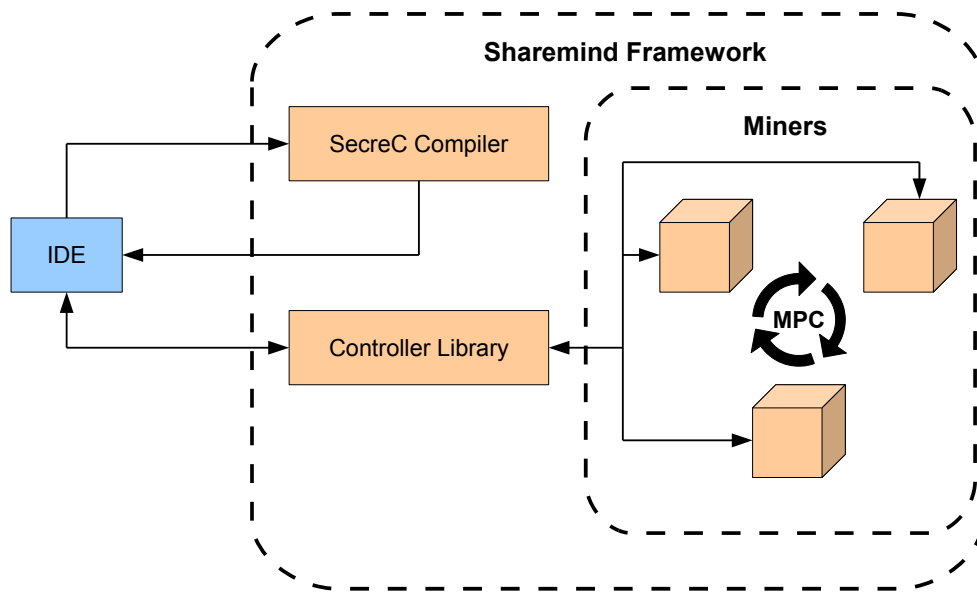 Sharemind Framework
Miners
SecreC Compiler
IDE
MPC
Controller Library